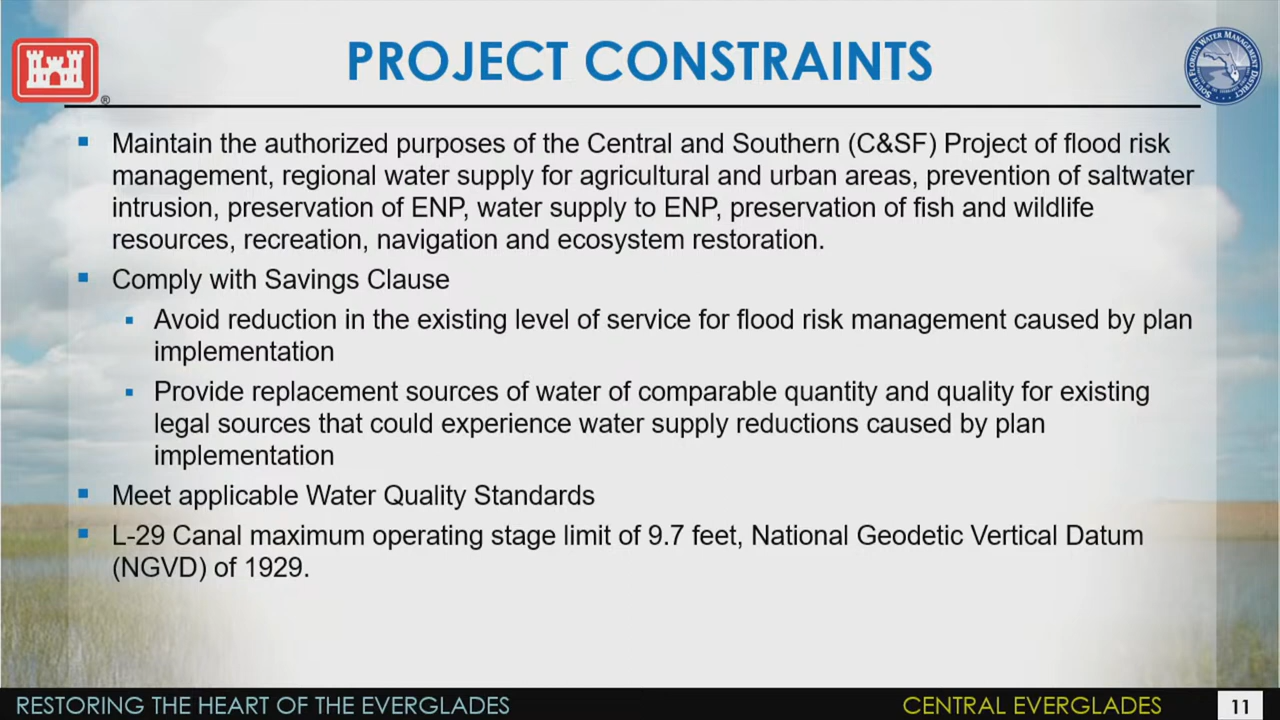 PROJECT CONSTRAINTS
SOUTH FLORIDA WATER MANAGEMENT DISTRICT
®
▪ Maintain the authorized purposes of the Central and Southern (C&SF) Project of flood risk
management, regional water supply for agricultural and urban areas, prevention of saltwater
intrusion, preservation of ENP, water supply to ENP, preservation of fish and wildlife
resources, recreation, navigation and ecosystem restoration.
▪ Comply with Savings Clause
▪ Avoid reduction in the existing level of service for flood risk management caused by plan
implementation
▪ Provide replacement sources of water of comparable quantity and quality for existing
legal sources that could experience water supply reductions caused by plan
implementation
▪ Meet applicable Water Quality Standards
▪ L-29 Canal maximum operating stage limit of 9.7 feet, National Geodetic Vertical Datum
(NGVD) of 1929.
RESTORING THE HEART OF THE EVERGLADES
CENTRAL EVERGLADES
11